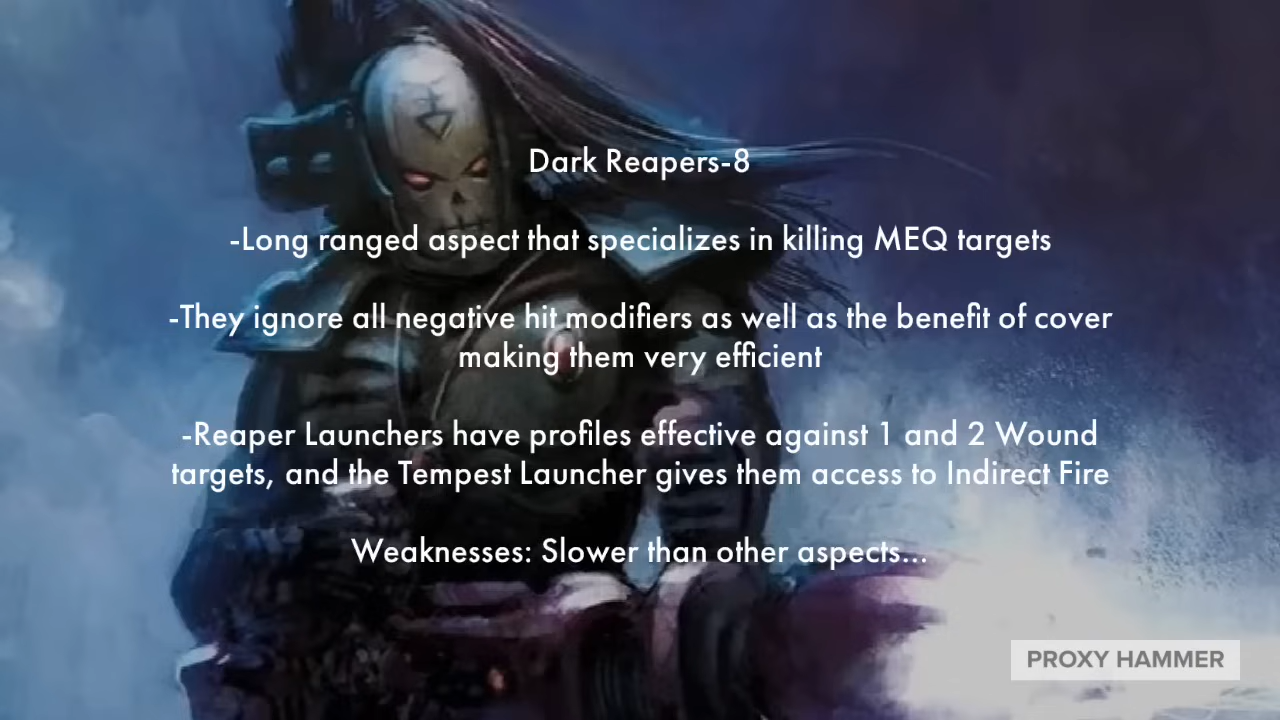 Dark Reapers-8
-Long ranged aspect that specializes in killing MEQ targets
-They ignore all negative hit modifiers as well as the benefit of cover
making them very efficient
-Reaper Launchers have profiles effective against 1 and 2 Wound
targets, and the Tempest Launcher gives them access to Indirect Fire
Weaknesses: Slower than other aspects...
PROXY HAMMER